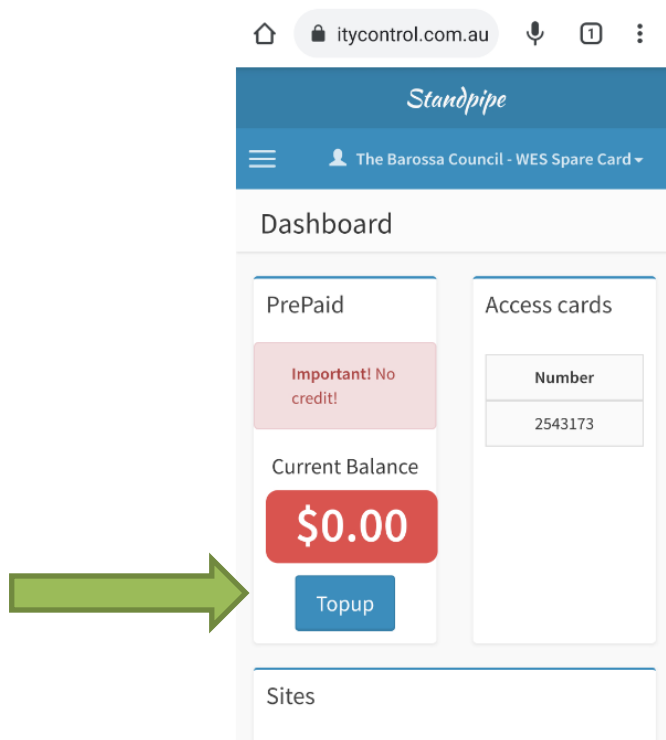 itycontrol.com.au
1
Standpipe
The Barossa Council - WES Spare Card
Dashboard
PrePaid
Important! No
credit!
Current Balance
$0.00
Topup
Access cards
Number
2543173
Sites